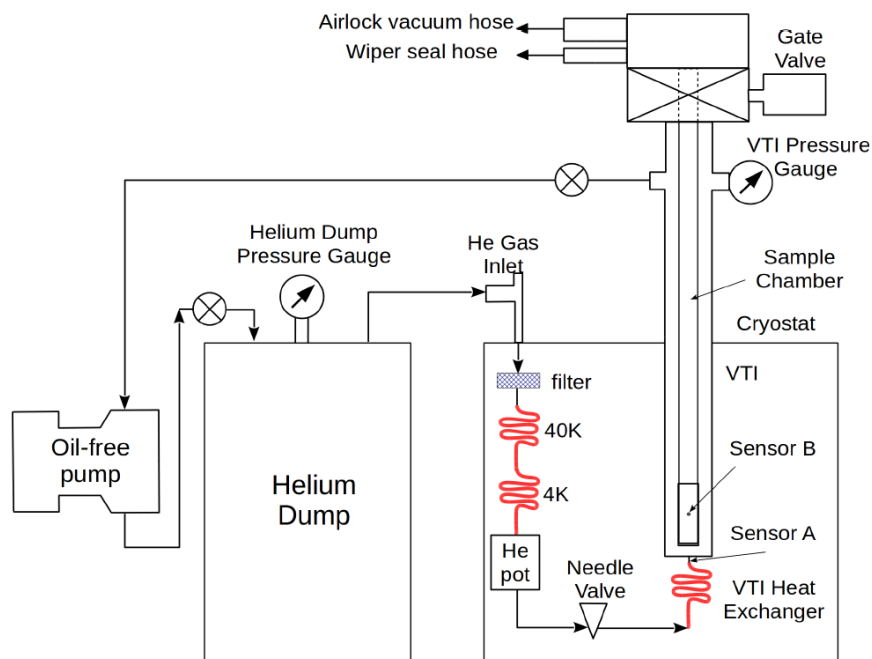 Airlock vacuum hose
Wiper seal hose
Gate
Valve
VTI Pressure
Gauge
Helium Dump
Pressure Gauge
He Gas
Inlet
Sample
Chamber
Cryostat
VTI
filter
40K
4K
Oil-free
pump
Helium
Dump
He
pot
Needle
Valve
Sensor B
Sensor A
VTI Heat
Exchanger